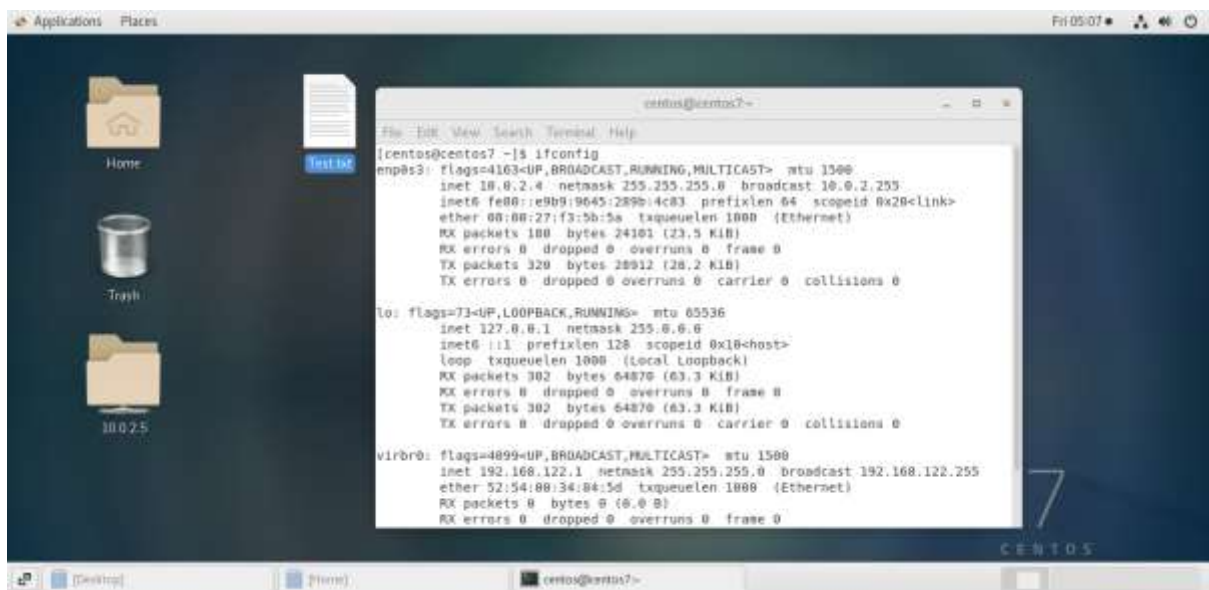 Applications Places
Fri 05:07
Home
Test.txt
Trash
10.0.2.5
centos@centos7:~
File Edit View Search Terminal Help
[centos@centos7 ~]$ ifconfig
enp0s3: flags=4163<UP,BROADCAST,RUNNING,MULTICAST> mtu 1500
inet 10.0.2.4 netmask 255.255.255.0 broadcast 10.0.2.255
inet6 fe80::e9b9:9645:289b:4c03 prefixlen 64 scopeid 0x20<link>
ether 08:00:27:f3:5b:5a txqueuelen 1000 (Ethernet)
RX packets 180 bytes 24101 (23.5 KiB)
RX errors 0 dropped 0 overruns 0 frame 0
TX packets 320 bytes 28912 (28.2 KiB)
TX errors 0 dropped 0 overruns 0 carrier 0 collisions 0
lo: flags=73<UP,LOOPBACK,RUNNING> mtu 65536
inet 127.0.0.1 netmask 255.0.0.0
inet6 ::1 prefixlen 128 scopeid 0x10<host>
loop txqueuelen 1000 (Local Loopback)
RX packets 302 bytes 64870 (63.3 KiB)
RX errors 0 dropped 0 overruns 0 frame 0
TX packets 302 bytes 64870 (63.3 KiB)
TX errors 0 dropped 0 overruns 0 carrier 0 collisions 0
virbr0: flags=4099<UP,BROADCAST,MULTICAST> mtu 1500
inet 192.168.122.1 netmask 255.255.255.0 broadcast 192.168.122.255
ether 52:54:00:34:84:5d txqueuelen 1000 (Ethernet)
RX packets 0 bytes 0 (0.0 B)
RX errors 0 dropped 0 overruns 0 frame 0
7
CENTOS
[Desktop]
[Home]
centos@centos7:~